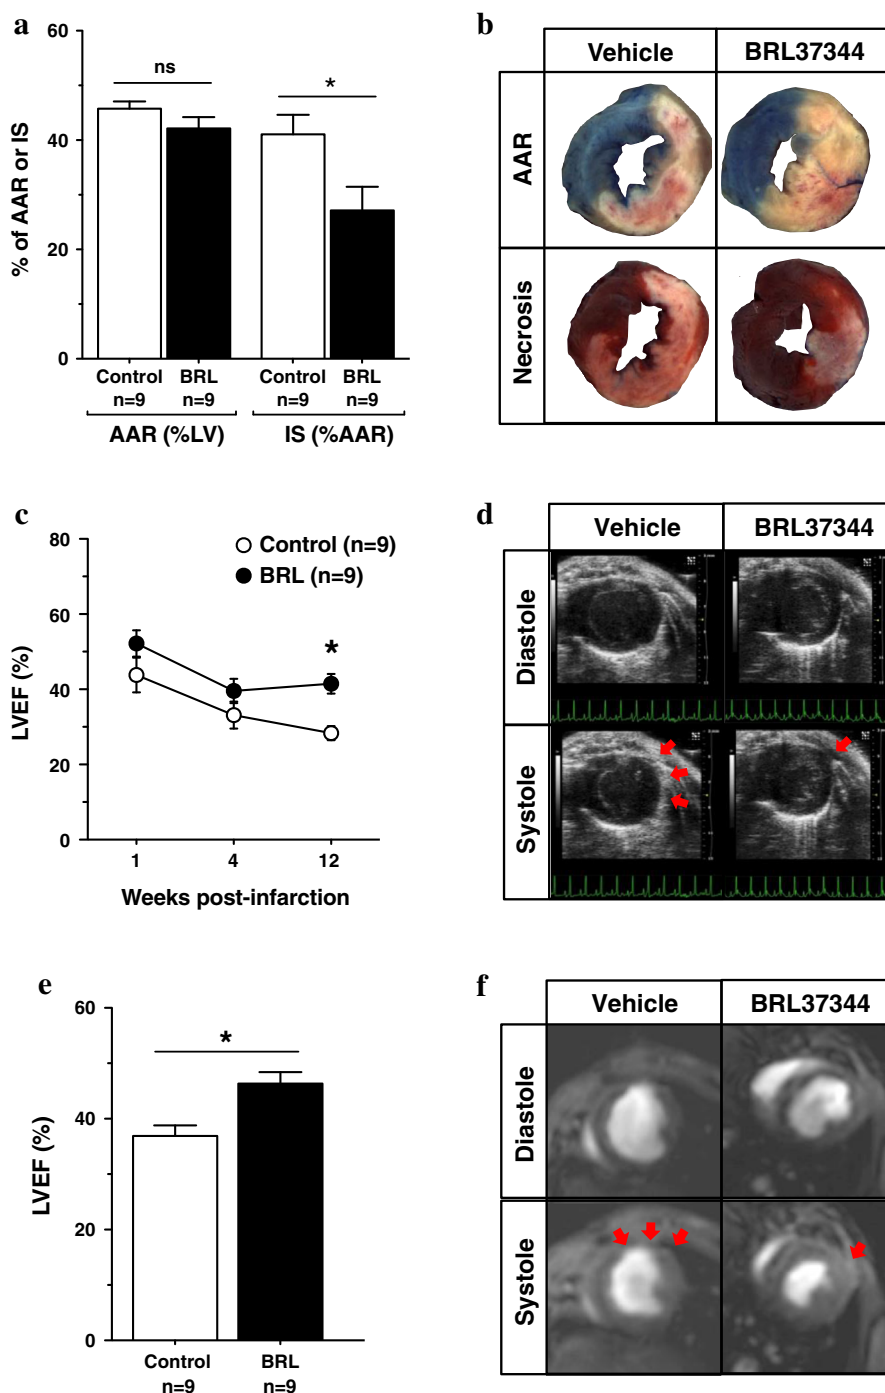 a
% of AAR or IS
60
40
20
0
ns
*
Control
n=9
BRL
n=9
Control
n=9
BRL
n=9
AAR (%LV)
IS (%AAR)
b
Vehicle
BRL37344
AAR
Necrosis
c
LVEF (%)
80
60
40
20
0
Control (n=9)
BRL (n=9)
*
1
4
12
Weeks post-infarction
d
Vehicle
BRL37344
Diastole
Systole
e
LVEF (%)
60
40
20
0
*
Control
n=9
BRL
n=9
f
Vehicle
BRL37344
Diastole
Systole